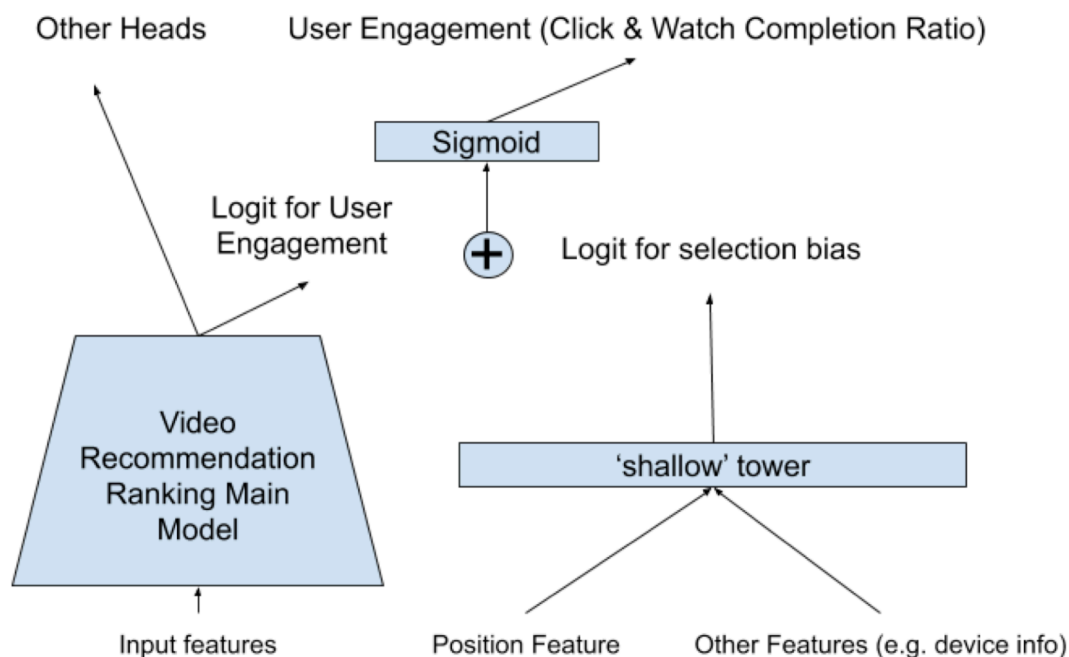 Other Heads
User Engagement (Click & Watch Completion Ratio)
Sigmoid
Logit for User
Engagement
+
Logit for selection bias
Video
Recommendation
Ranking Main
Model
‘shallow’ tower
Input features
Position Feature
Other Features (e.g. device info)